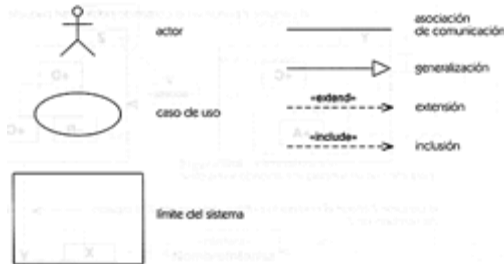 actor
asociación
de comunicación
generalización
caso de uso
«extend»
extensión
«include»
inclusión
límite del sistema